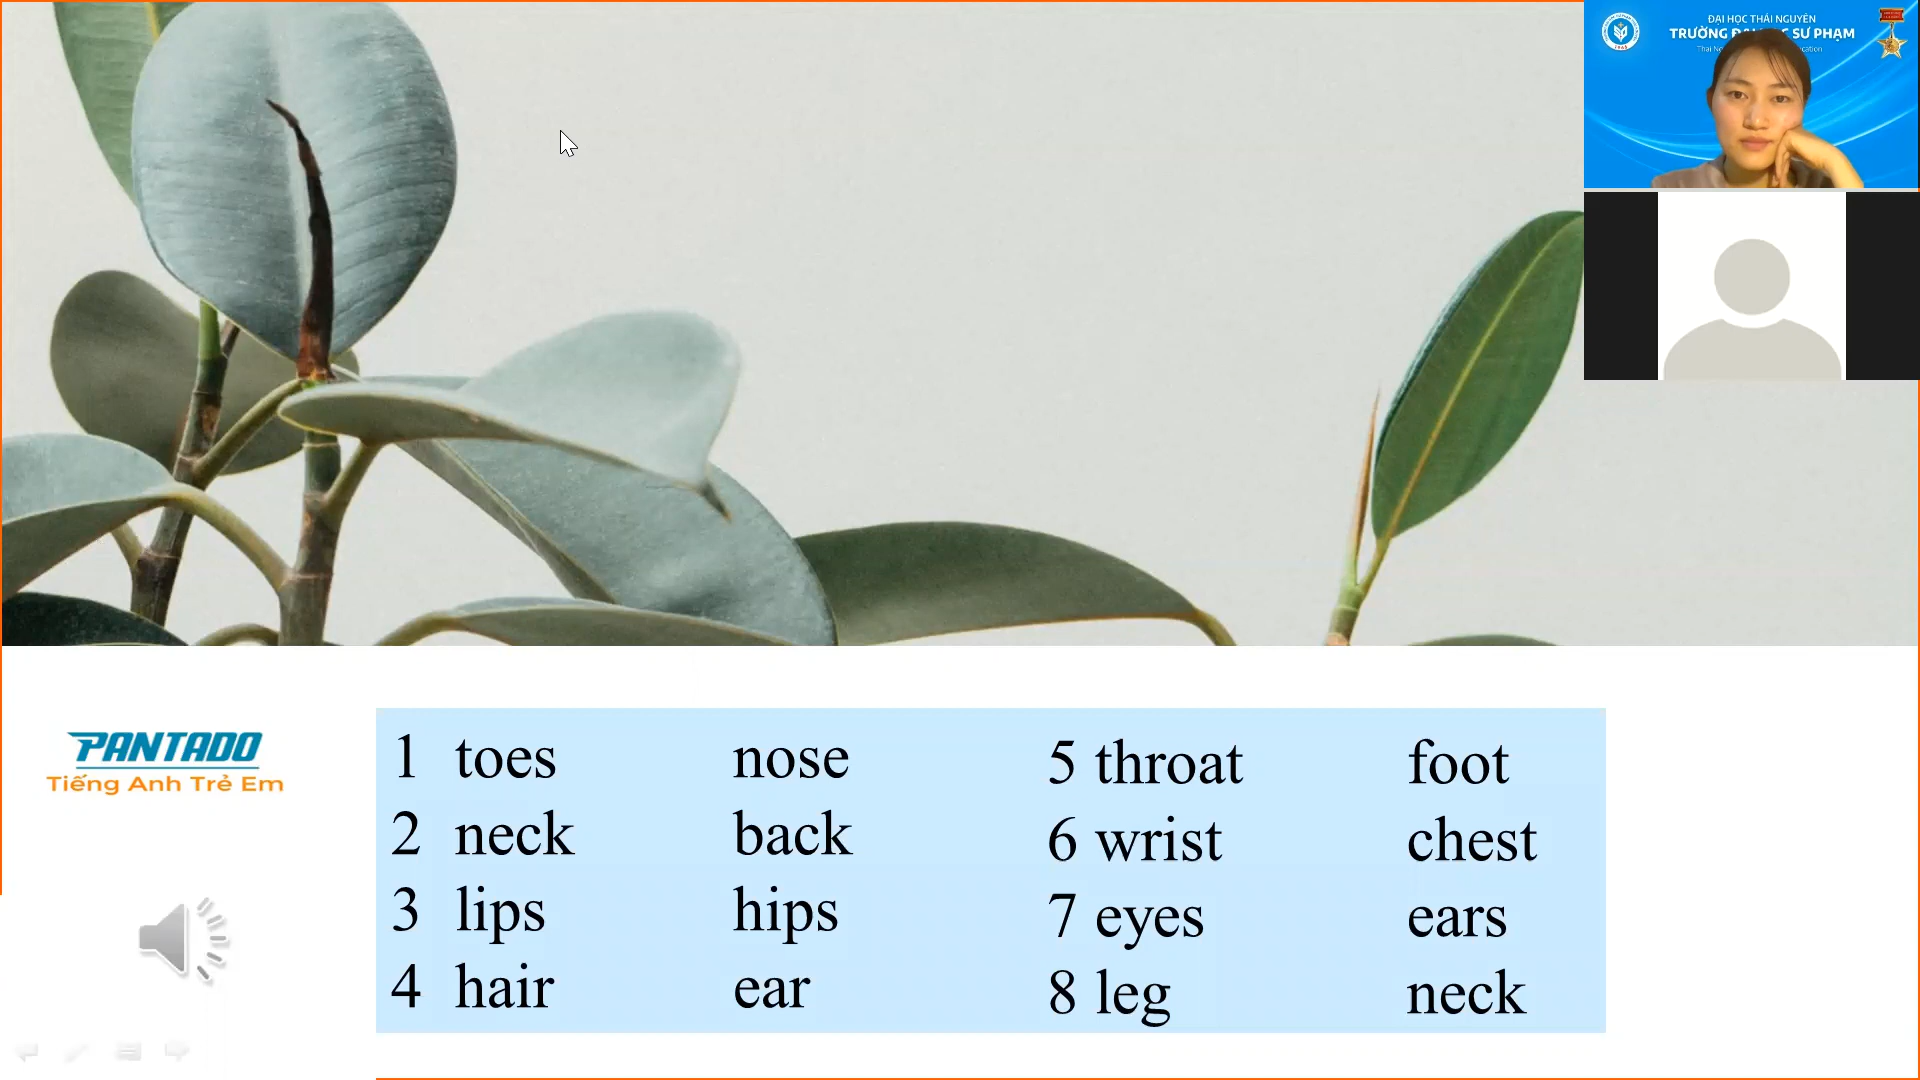 ĐẠI HỌC THÁI NGUYÊN
TRƯỜNG SƯ PHẠM
PANTADO
Tiếng Anh Trẻ Em
1 toes nose
2 neck back
3 lips hips
4 hair ear
5 throat foot
6 wrist chest
7 eyes ears
8 leg neck